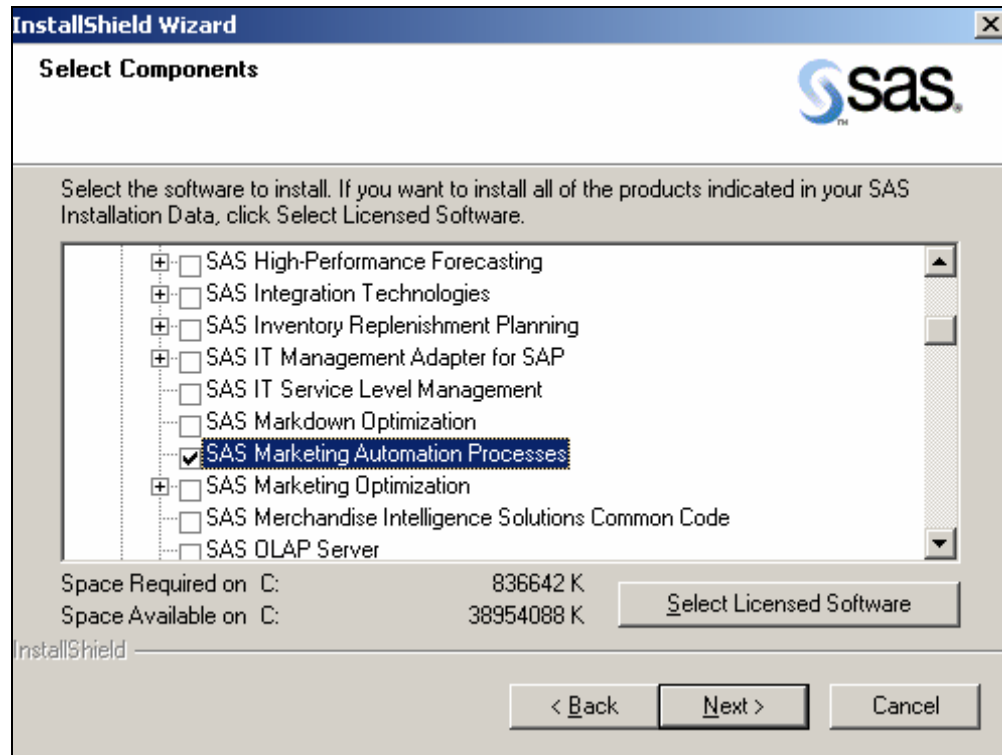 InstallShield Wizard
Select Components
sas.
TM
Select the software to install. If you want to install all of the products indicated in your SAS
Installation Data, click Select Licensed Software.
SAS High-Performance Forecasting
SAS Integration Technologies
SAS Inventory Replenishment Planning
SAS IT Management Adapter for SAP
SAS IT Service Level Management
SAS Markdown Optimization
SAS Marketing Automation Processes
SAS Marketing Optimization
SAS Merchandise Intelligence Solutions Common Code
SAS OLAP Server
Space Required on C: 836642 K
Space Available on C: 38954088 K
Select Licensed Software
InstallShield
< Back
Next >
Cancel